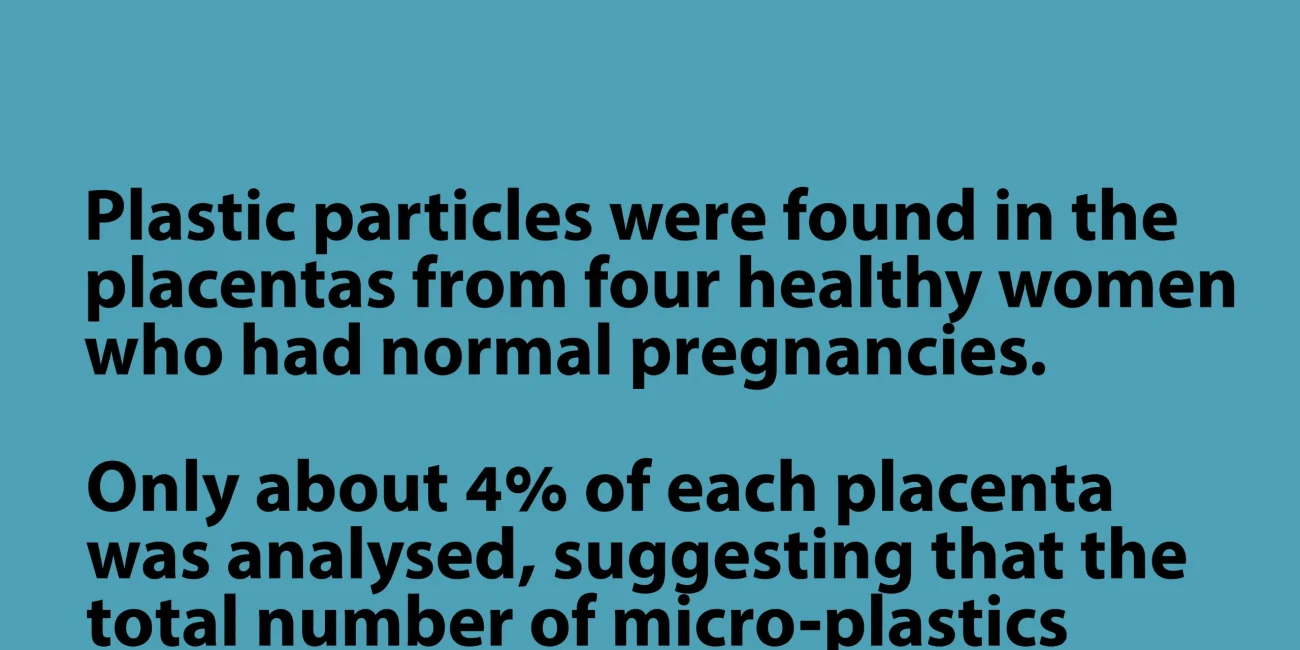 Plastic particles were found in the
placentas from four healthy women
who had normal pregnancies.
Only about 4% of each placenta
was analysed, suggesting that the
total number of micro-plastics